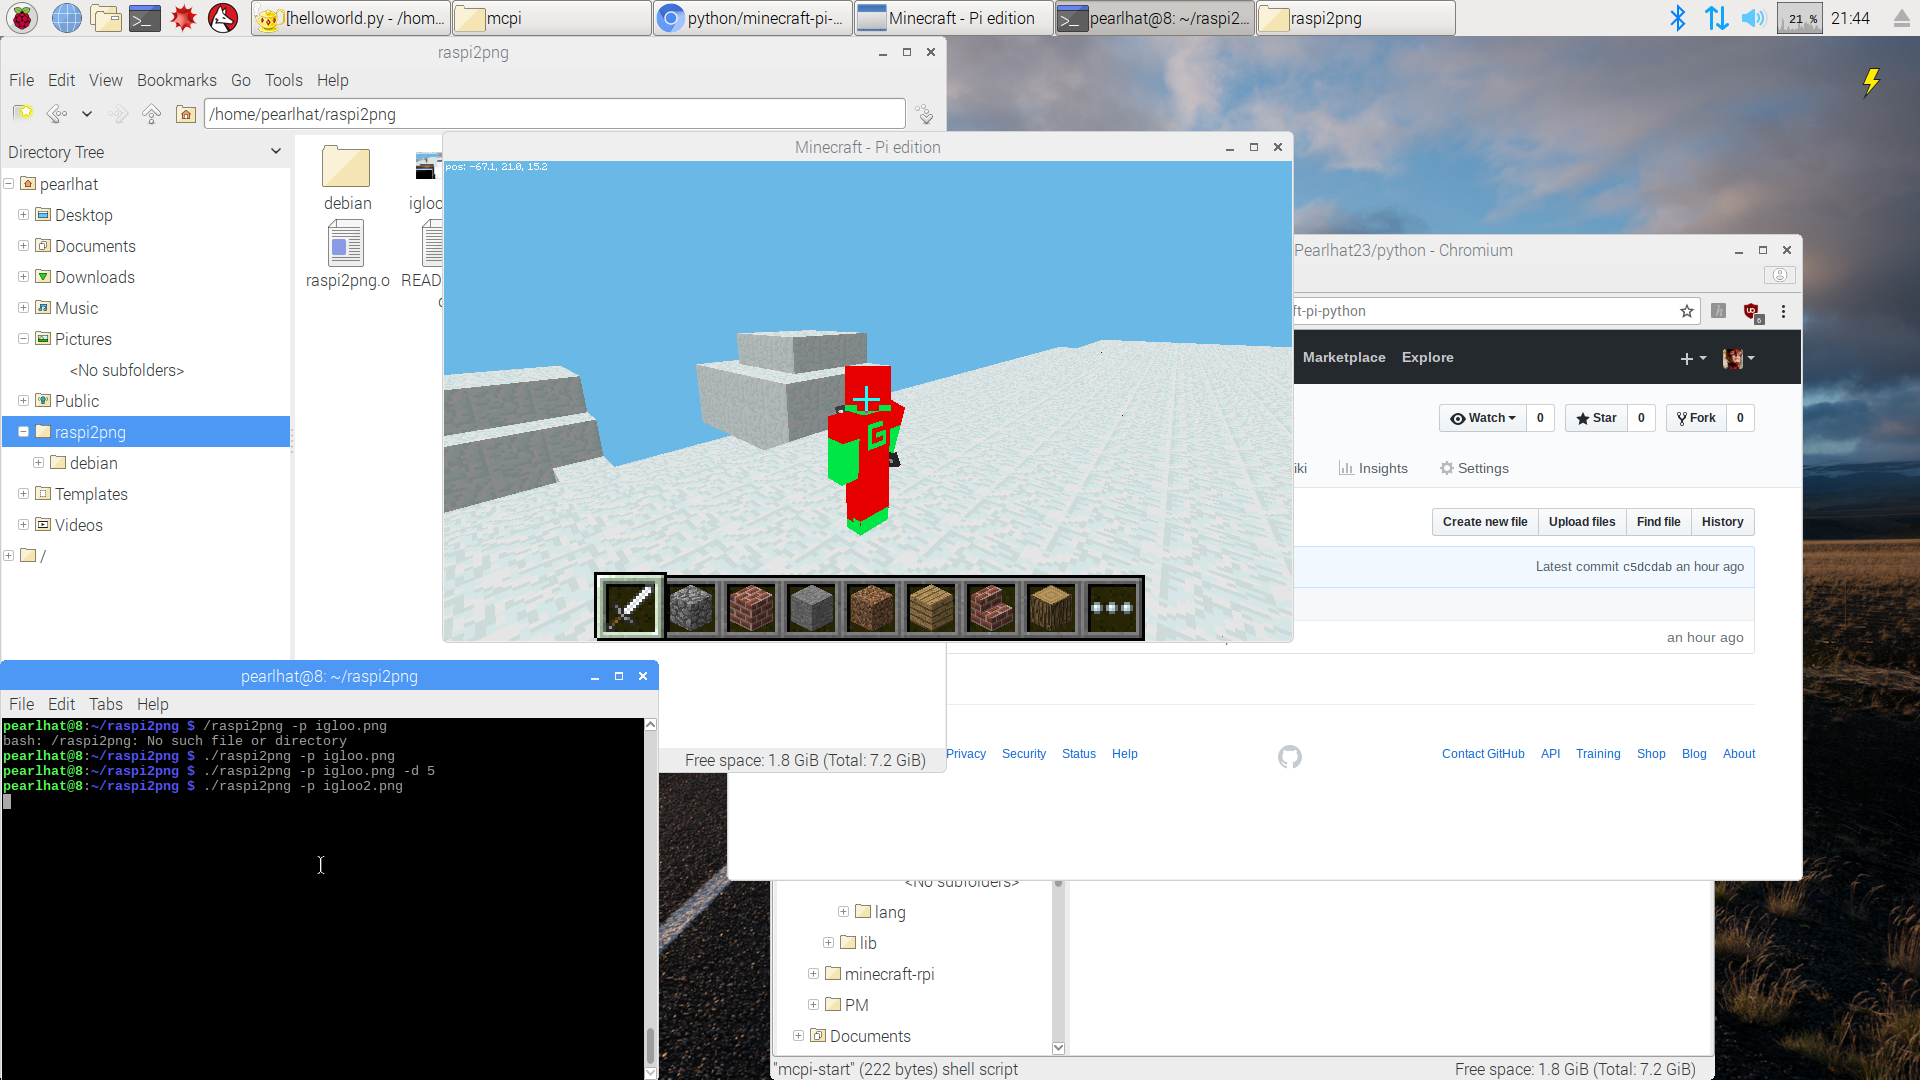 [helloworld.py - /hom...
mcpi
python/minecraft-pi-...
Minecraft - Pi edition
pearlhat@8: ~/raspi2...
raspi2png
21 %
21:44
raspi2png
File Edit View Bookmarks Go Tools Help
/home/pearlhat/raspi2png
Directory Tree
pearlhat
Desktop
Documents
Downloads
Music
Pictures
<No subfolders>
Public
raspi2png
debian
Templates
Videos
/
debian
igloo
raspi2png.o
READ
Minecraft - Pi edition
pos: -67.1, 21.0, 15.2
G
Pearlhat23/python - Chromium
ft-pi-python
6
Marketplace Explore
Watch 0 Star 0 Fork 0
iki Insights Settings
Create new file Upload files Find file History
Latest commit c5dcdab an hour ago
an hour ago
Privacy Security Status Help
Contact GitHub API Training Shop Blog About
Free space: 1.8 GiB (Total: 7.2 GiB)
pearlhat@8: ~/raspi2png
File Edit Tabs Help
pearlhat@8:~/raspi2png $ /raspi2png -p igloo.png
bash: /raspi2png: No such file or directory
pearlhat@8:~/raspi2png $ ./raspi2png -p igloo.png
pearlhat@8:~/raspi2png $ ./raspi2png -p igloo.png -d 5
pearlhat@8:~/raspi2png $ ./raspi2png -p igloo2.png
<No subfolders>
lang
lib
minecraft-rpi
PM
Documents
"mcpi-start" (222 bytes) shell script
Free space: 1.8 GiB (Total: 7.2 GiB)